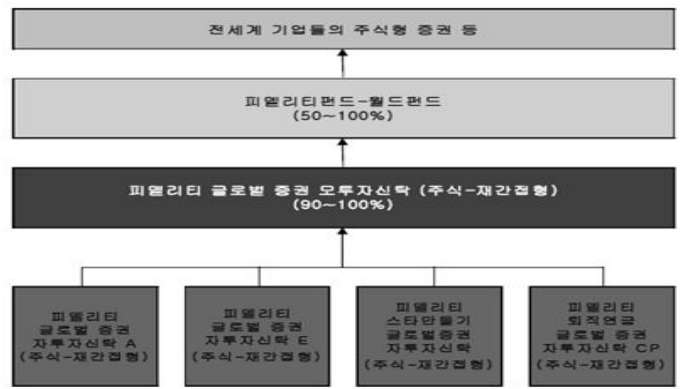 전세계 기업들의 주식형 증권 등
피델리티펀드-월드펀드
(50~100%)
피델리티 글로벌 증권 모투자신탁 (주식-재간접형)
(90~100%)
피델리티
글로벌 증권
자투자신탁 A
(주식-재간접형)
피델리티
글로벌 증권
자투자신탁 E
(주식-재간접형)
피델리티
스타만들기
글로벌증권
자투자신탁
(주식-재간접형)
피델리티
퇴직연금
글로벌 증권
자투자신탁 CP
(주식-재간접형)